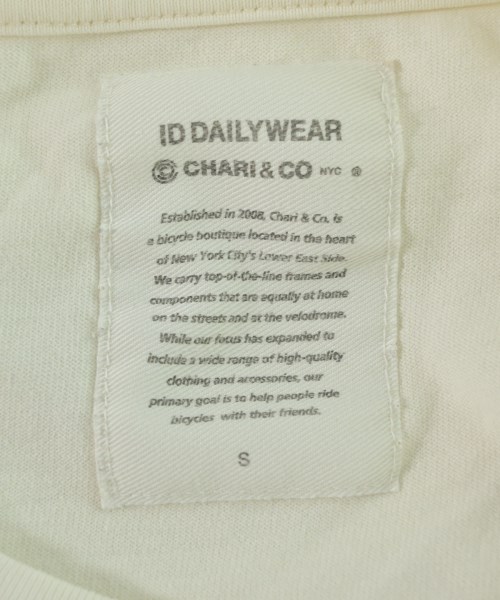 ID DAILYWEAR
© CHARI & CO NYC ®
Established in 2008, Chari & Co. is
a bicycle boutique located in the heart
of New York City's Lower East Side.
We carry top-of-the-line frames and
components that are equally at home
on the streets and at the velodrome.
While our focus has expanded to
include a wide range of high-quality
clothing and accessories, our
primary goal is to help people ride
bicycles with their friends.
S